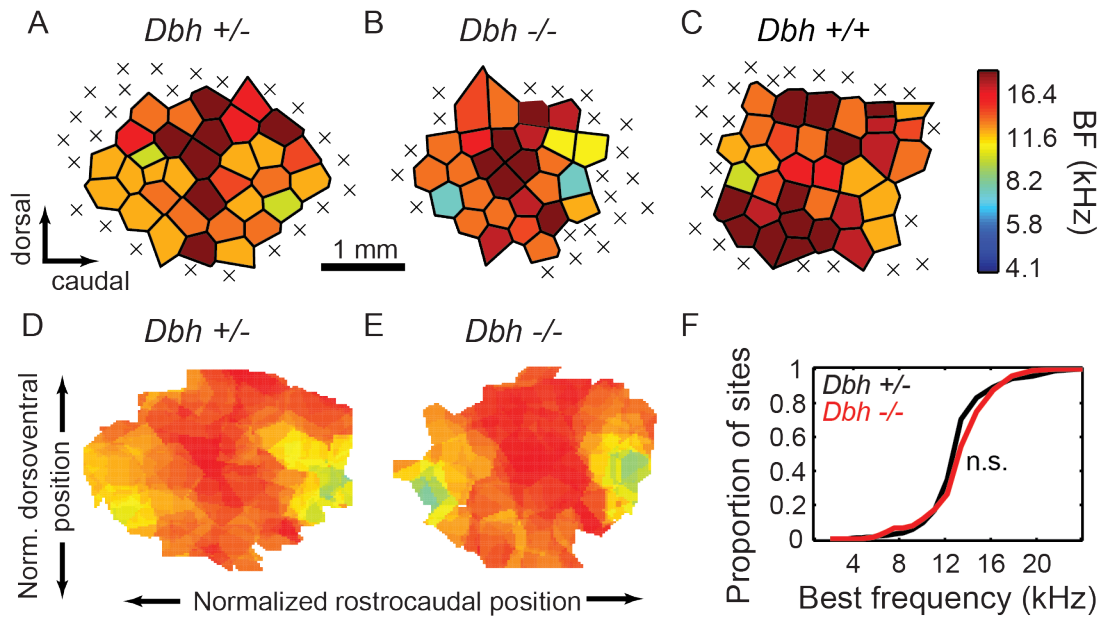 A
Dbh +/-
B
Dbh -/-
C
Dbh +/+
16.4
11.6
8.2
5.8
4.1
BF (kHz)
dorsal
caudal
1 mm
D
Dbh +/-
E
Dbh -/-
F
Norm. dorsoventral
position
Normalized rostrocaudal position
Proportion of sites
1
0.8
0.6
0.4
0.2
0
Dbh +/-
Dbh -/-
n.s.
4
8
12
16
20
Best frequency (kHz)